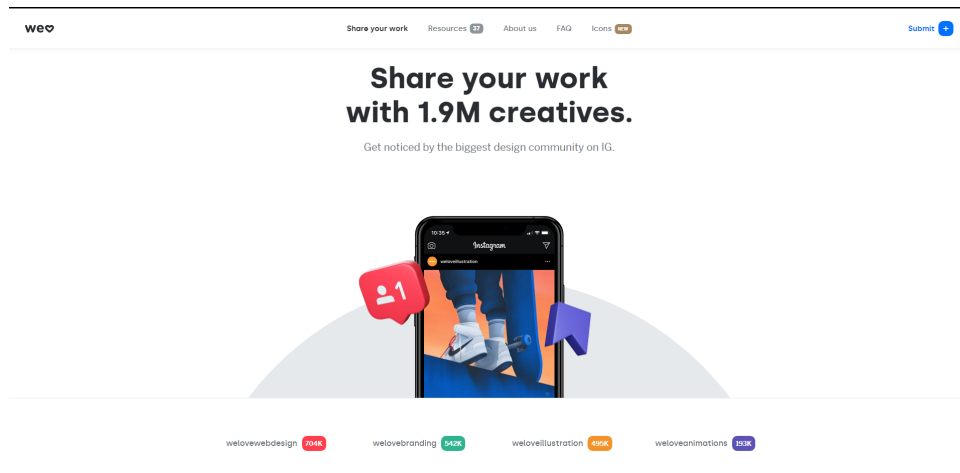 we
Share your work
Resources 37
About us
FAQ
Icons NEW
Submit +
Share your work
with 1.9M creatives.
Get noticed by the biggest design community on IG.
10:35
Instagram
weloveillustration
1
welovewebdesign 704K
welovebranding 542K
weloveillustration 495K
weloveanimations 193K